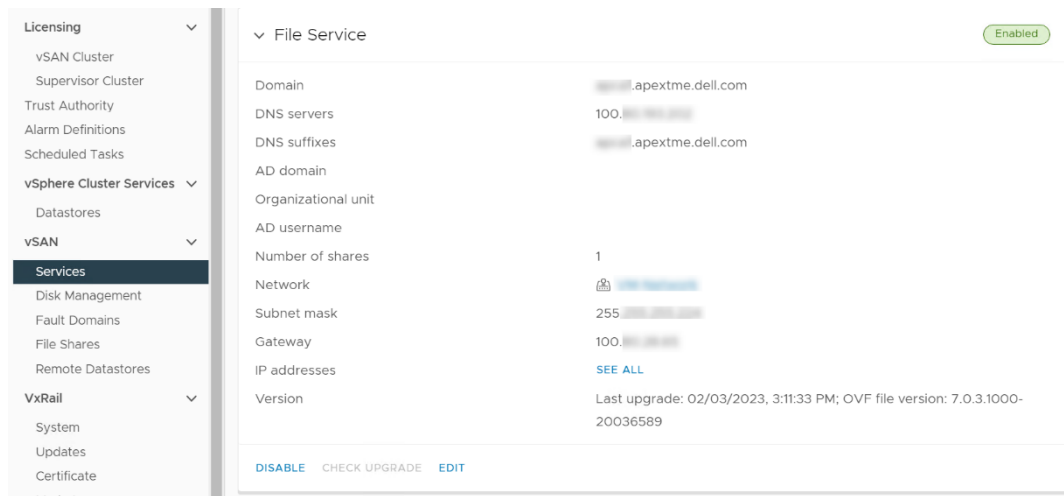 Licensing
vSAN Cluster
Supervisor Cluster
Trust Authority
Alarm Definitions
Scheduled Tasks
vSphere Cluster Services
Datastores
vSAN
Services
Disk Management
Fault Domains
File Shares
Remote Datastores
VxRail
System
Updates
Certificate
File Service
Enabled
Domain .apextme.dell.com
DNS servers 100.
DNS suffixes .apextme.dell.com
AD domain
Organizational unit
AD username
Number of shares 1
Network
Subnet mask 255.
Gateway 100.
IP addresses SEE ALL
Version Last upgrade: 02/03/2023, 3:11:33 PM; OVF file version: 7.0.3.1000-
20036589
DISABLE CHECK UPGRADE EDIT